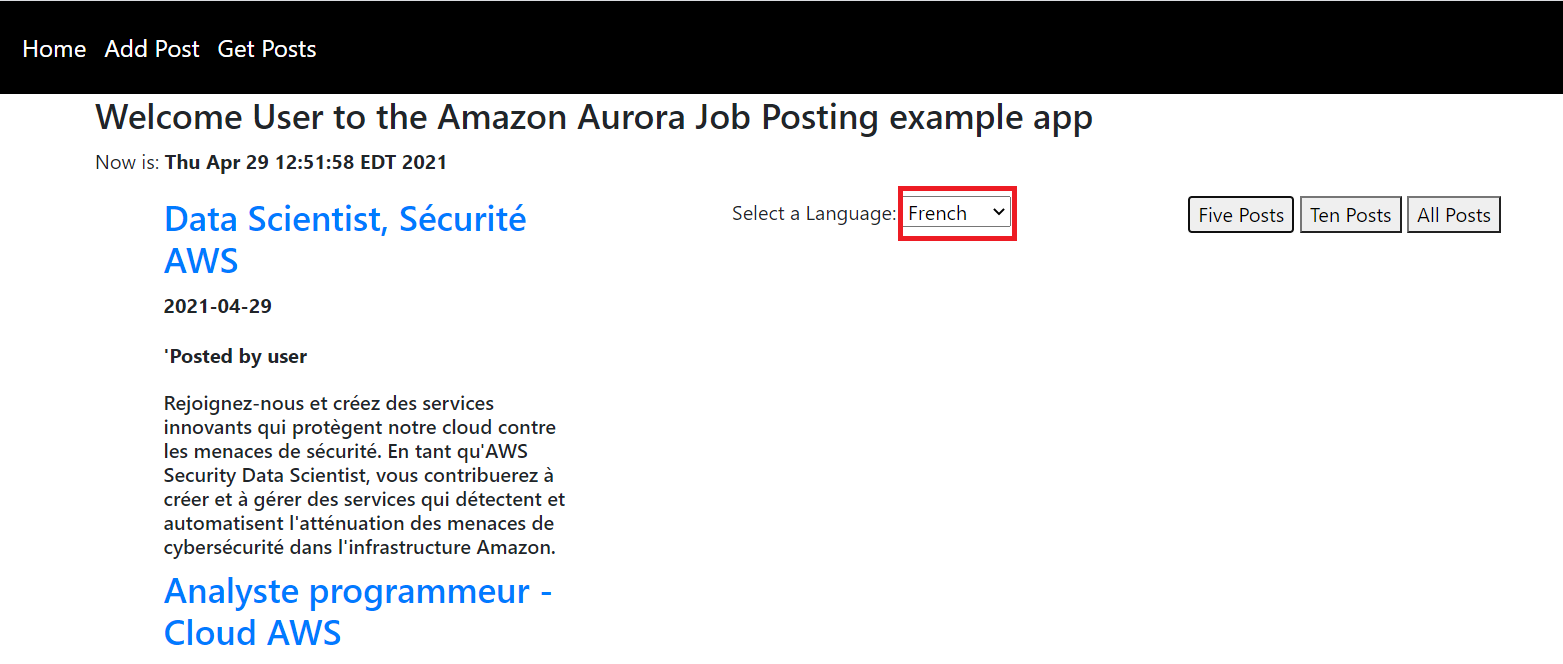 Home Add Post Get Posts
Welcome User to the Amazon Aurora Job Posting example app
Now is: Thu Apr 29 12:51:58 EDT 2021
Select a Language: French
Five Posts Ten Posts All Posts
Data Scientist, Sécurité
AWS
2021-04-29
'Posted by user
Rejoignez-nous et créez des services
innovants qui protègent notre cloud contre
les menaces de sécurité. En tant qu'AWS
Security Data Scientist, vous contribuerez à
créer et à gérer des services qui détectent et
automatisent l'atténuation des menaces de
cybersécurité dans l'infrastructure Amazon.
Analyste programmeur -
Cloud AWS